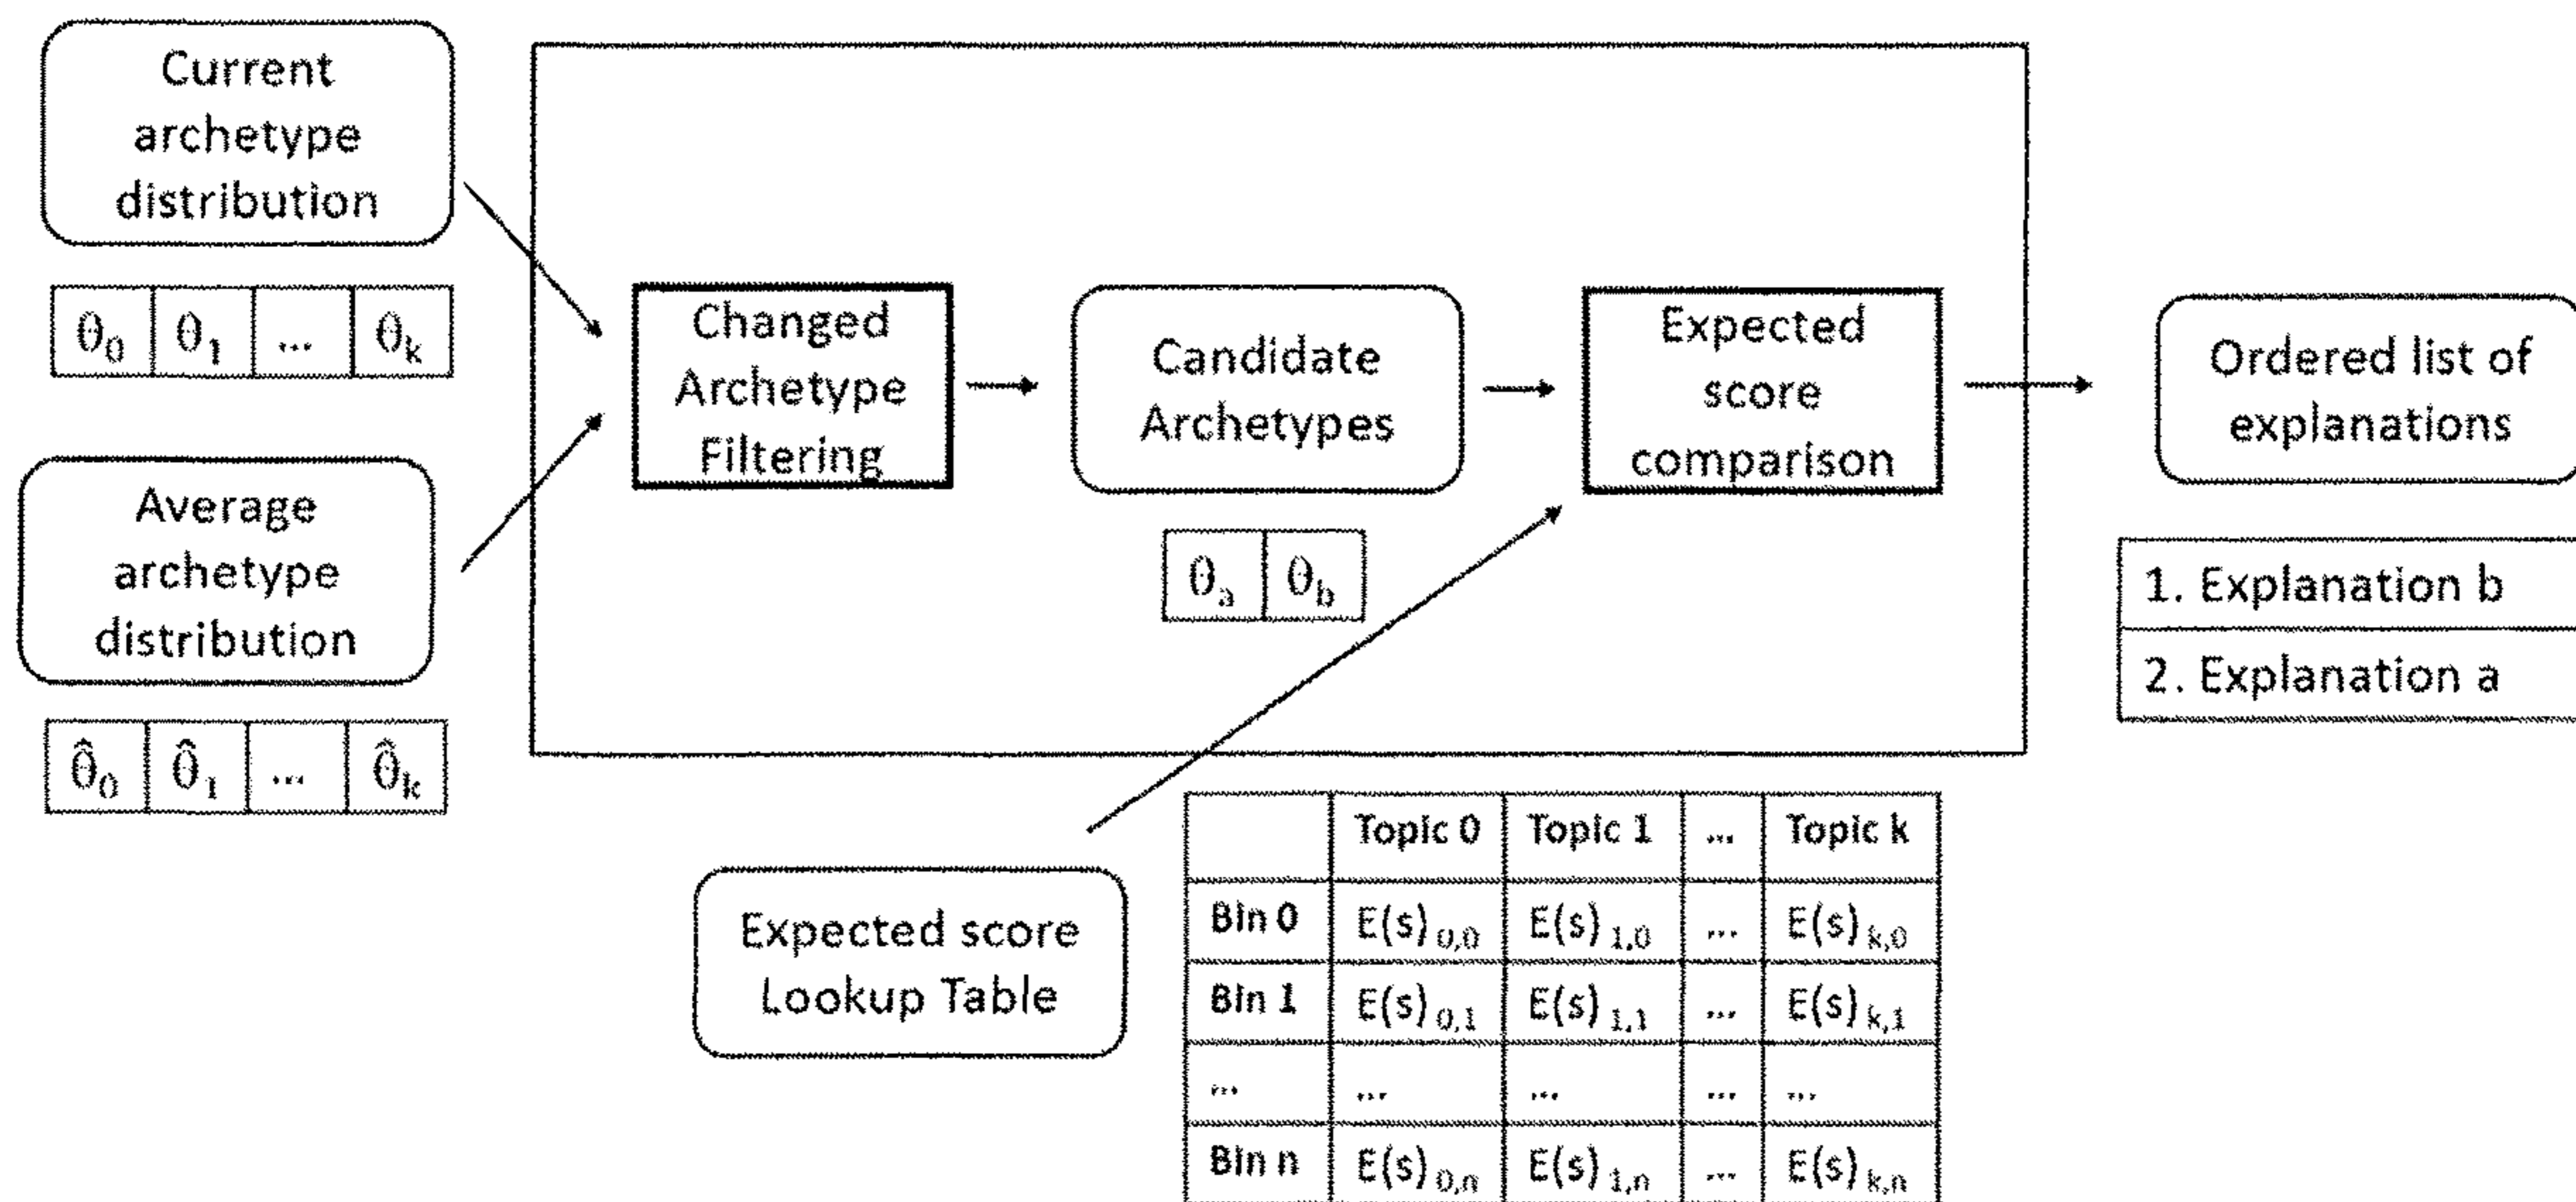 Current
archetype
distribution
θ₀ θ₁ ... θₖ
Average
archetype
distribution
θ̂₀ θ̂₁ ... θ̂ₖ
Changed
Archetype
Filtering
Candidate
Archetypes
θₐ θb
Expected
score
comparison
Ordered list of
explanations
1. Explanation b
2. Explanation a
Expected score
Lookup Table
Topic 0 Topic 1 ... Topic k
Bin 0 E(s) 0,0 E(s) 1,0 ... E(s) k,0
Bin 1 E(s) 0,1 E(s) 1,1 ... E(s) k,1
... ... ... ... ...
Bin n E(s) 0,n E(s) 1,n ... E(s) k,n